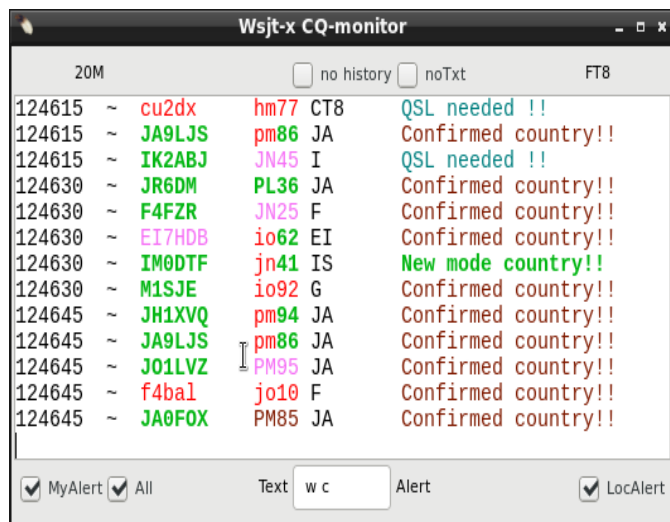 Wsjt-x CQ-monitor
20M no history noTxt FT8
124615 ~ cu2dx hm77 CT8 QSL needed !!
124615 ~ JA9LJS pm86 JA Confirmed country!!
124615 ~ IK2ABJ JN45 I QSL needed !!
124630 ~ JR6DM PL36 JA Confirmed country!!
124630 ~ F4FZR JN25 F Confirmed country!!
124630 ~ EI7HDB io62 EI Confirmed country!!
124630 ~ IM0DTF jn41 IS New mode country!!
124630 ~ M1SJE io92 G Confirmed country!!
124645 ~ JH1XVQ pm94 JA Confirmed country!!
124645 ~ JA9LJS pm86 JA Confirmed country!!
124645 ~ JO1LVZ PM95 JA Confirmed country!!
124645 ~ f4bal jo10 F Confirmed country!!
124645 ~ JA0FOX PM85 JA Confirmed country!!
MyAlert All Text w c Alert LocAlert